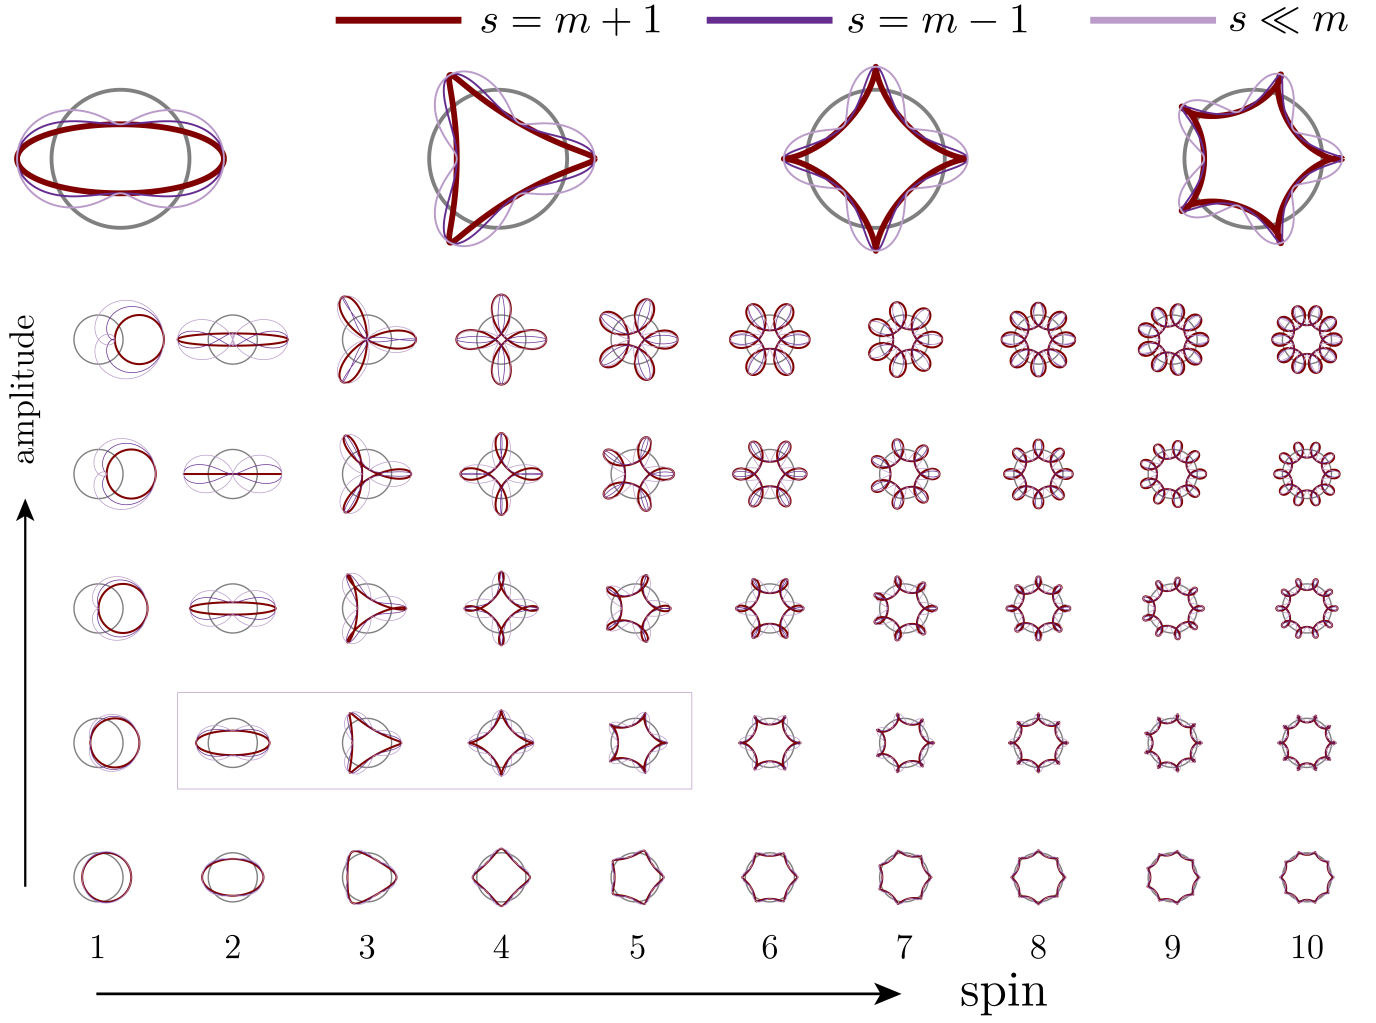 s = m + 1 s = m − 1 s ≪ m
amplitude
1 2 3 4 5 6 7 8 9 10
spin